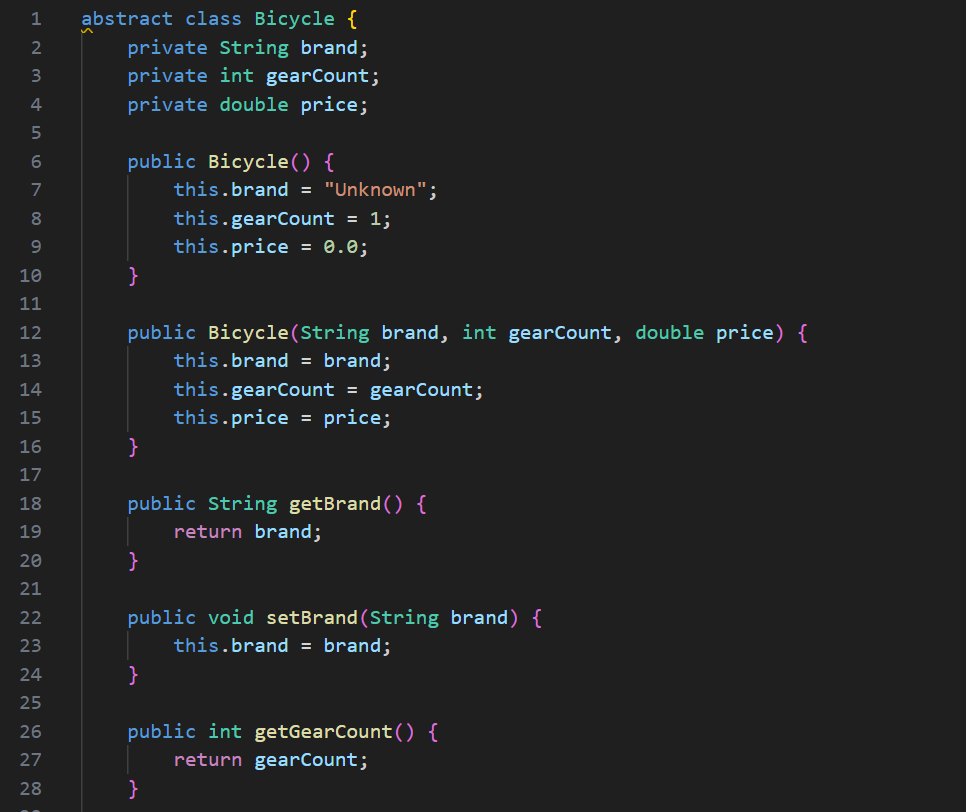 1 abstract class Bicycle {
2     private String brand;
3     private int gearCount;
4     private double price;
5
6     public Bicycle() {
7         this.brand = "Unknown";
8         this.gearCount = 1;
9         this.price = 0.0;
10     }
11
12     public Bicycle(String brand, int gearCount, double price) {
13         this.brand = brand;
14         this.gearCount = gearCount;
15         this.price = price;
16     }
17
18     public String getBrand() {
19         return brand;
20     }
21
22     public void setBrand(String brand) {
23         this.brand = brand;
24     }
25
26     public int getGearCount() {
27         return gearCount;
28     }